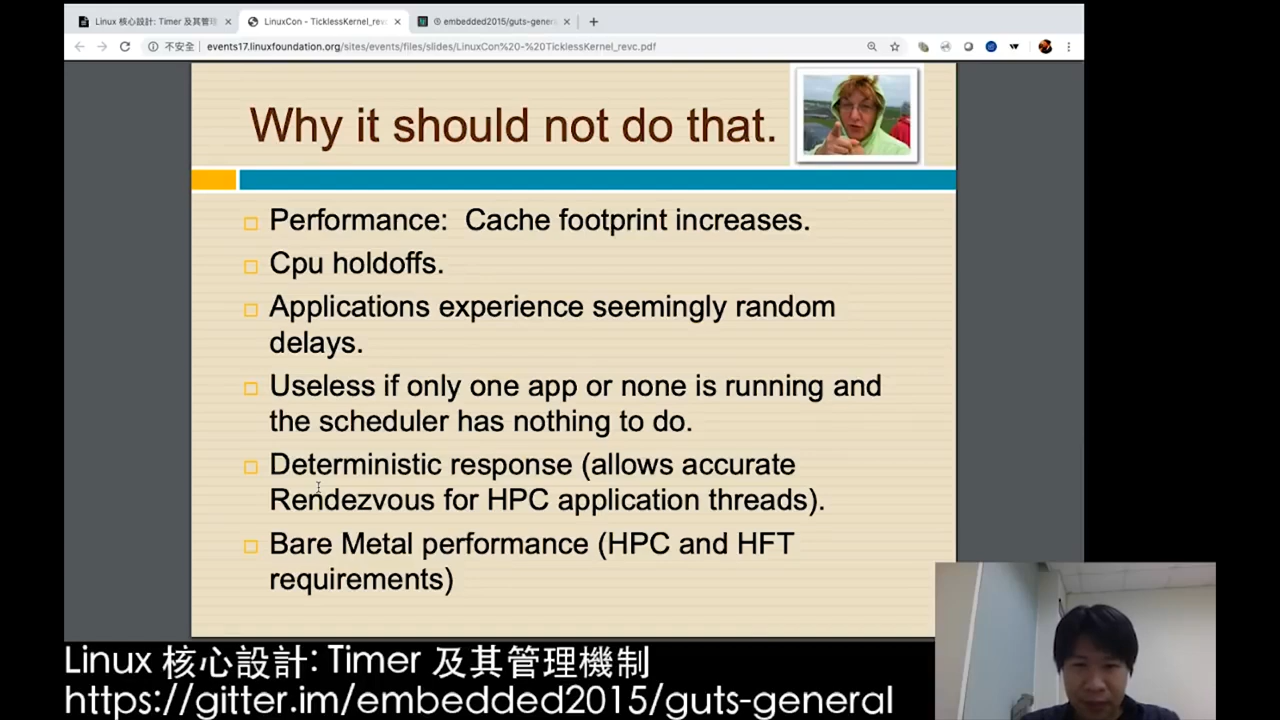 Linux 核心設計: Timer 及其管理
LinuxCon - TicklessKernel_revc
embedded2015/guts-genera
不安全
events17.linuxfoundation.org/sites/events/files/slides/LinuxCon%20-%20TicklessKernel_revc.pdf
Why it should not do that.
Performance: Cache footprint increases.
Cpu holdoffs.
Applications experience seemingly random
delays.
Useless if only one app or none is running and
the scheduler has nothing to do.
Deterministic response (allows accurate
Rendezvous for HPC application threads).
Bare Metal performance (HPC and HFT
requirements)
Linux 核心設計: Timer 及其管理機制
https://gitter.im/embedded2015/guts-general